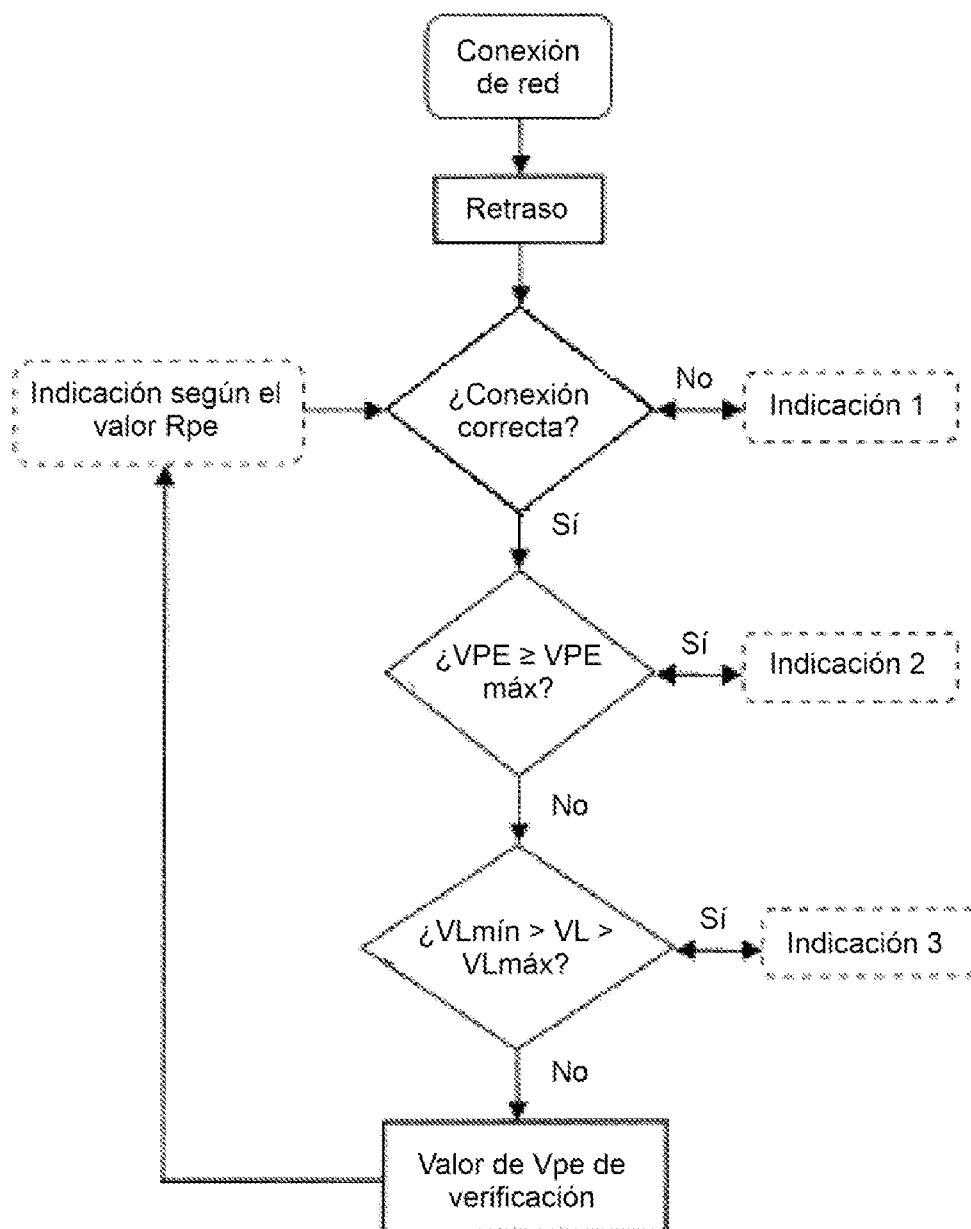 Conexión
de red
Retraso
Indicación según el
valor Rpe
¿Conexión
correcta?
No
Indicación 1
Sí
¿VPE ≥ VPE
máx?
Sí
Indicación 2
No
¿VLmín > VL >
VLmáx?
Sí
Indicación 3
No
Valor de Vpe de
verificación